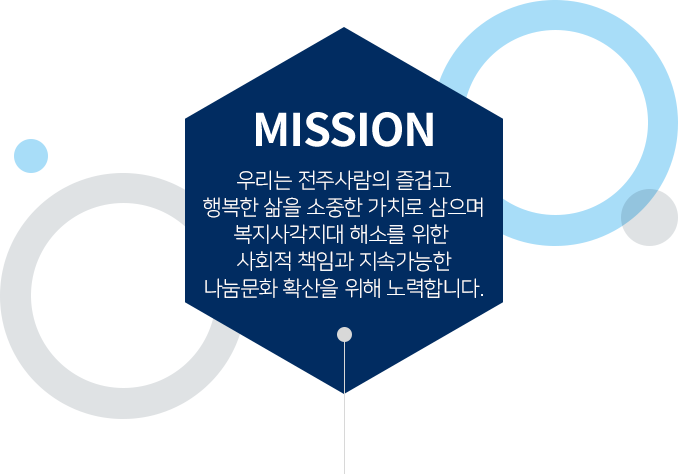 MISSION
우리는 전주사람의 즐겁고
행복한 삶을 소중한 가치로 삼으며
복지사각지대 해소를 위한
사회적 책임과 지속가능한
나눔문화 확산을 위해 노력합니다.